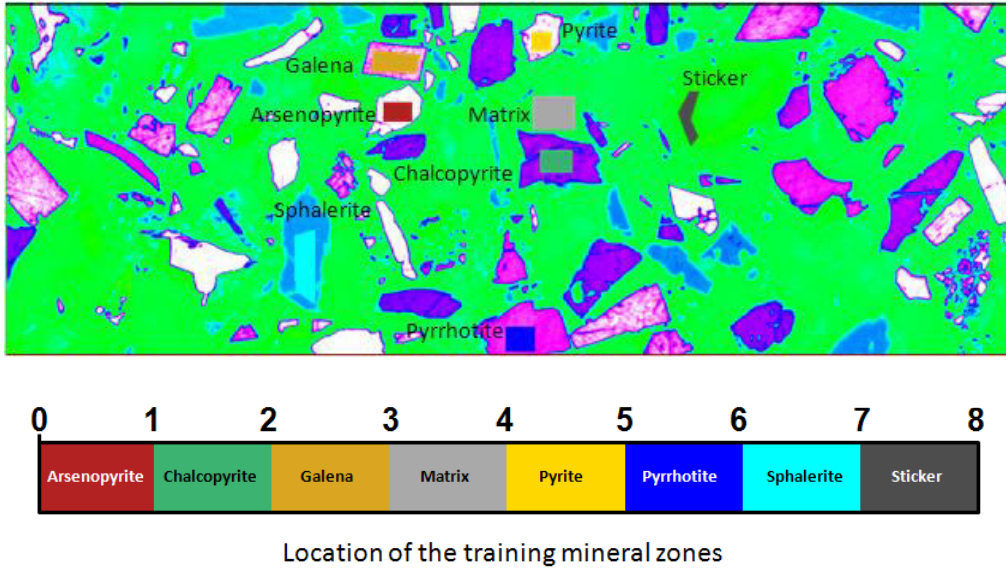 Pyrite
Galena
Sticker
Arsenopyrite
Matrix
Chalcopyrite
Sphalerite
Pyrrhotite
0 1 2 3 4 5 6 7 8
Arsenopyrite Chalcopyrite Galena Matrix Pyrite Pyrrhotite Sphalerite Sticker
Location of the training mineral zones